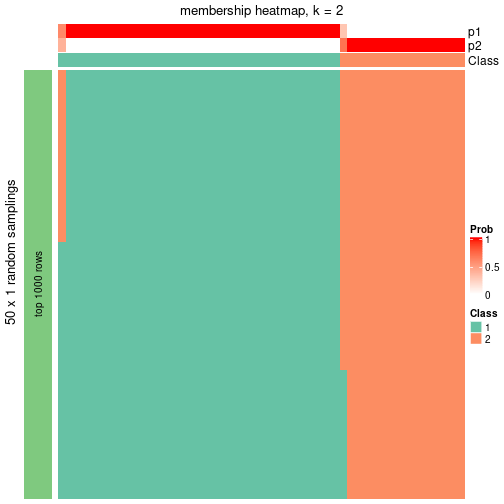 membership heatmap, k = 2
p1
p2
Class
50 x 1 random samplings
top 1000 rows
Prob
1
0.5
0
Class
1
2